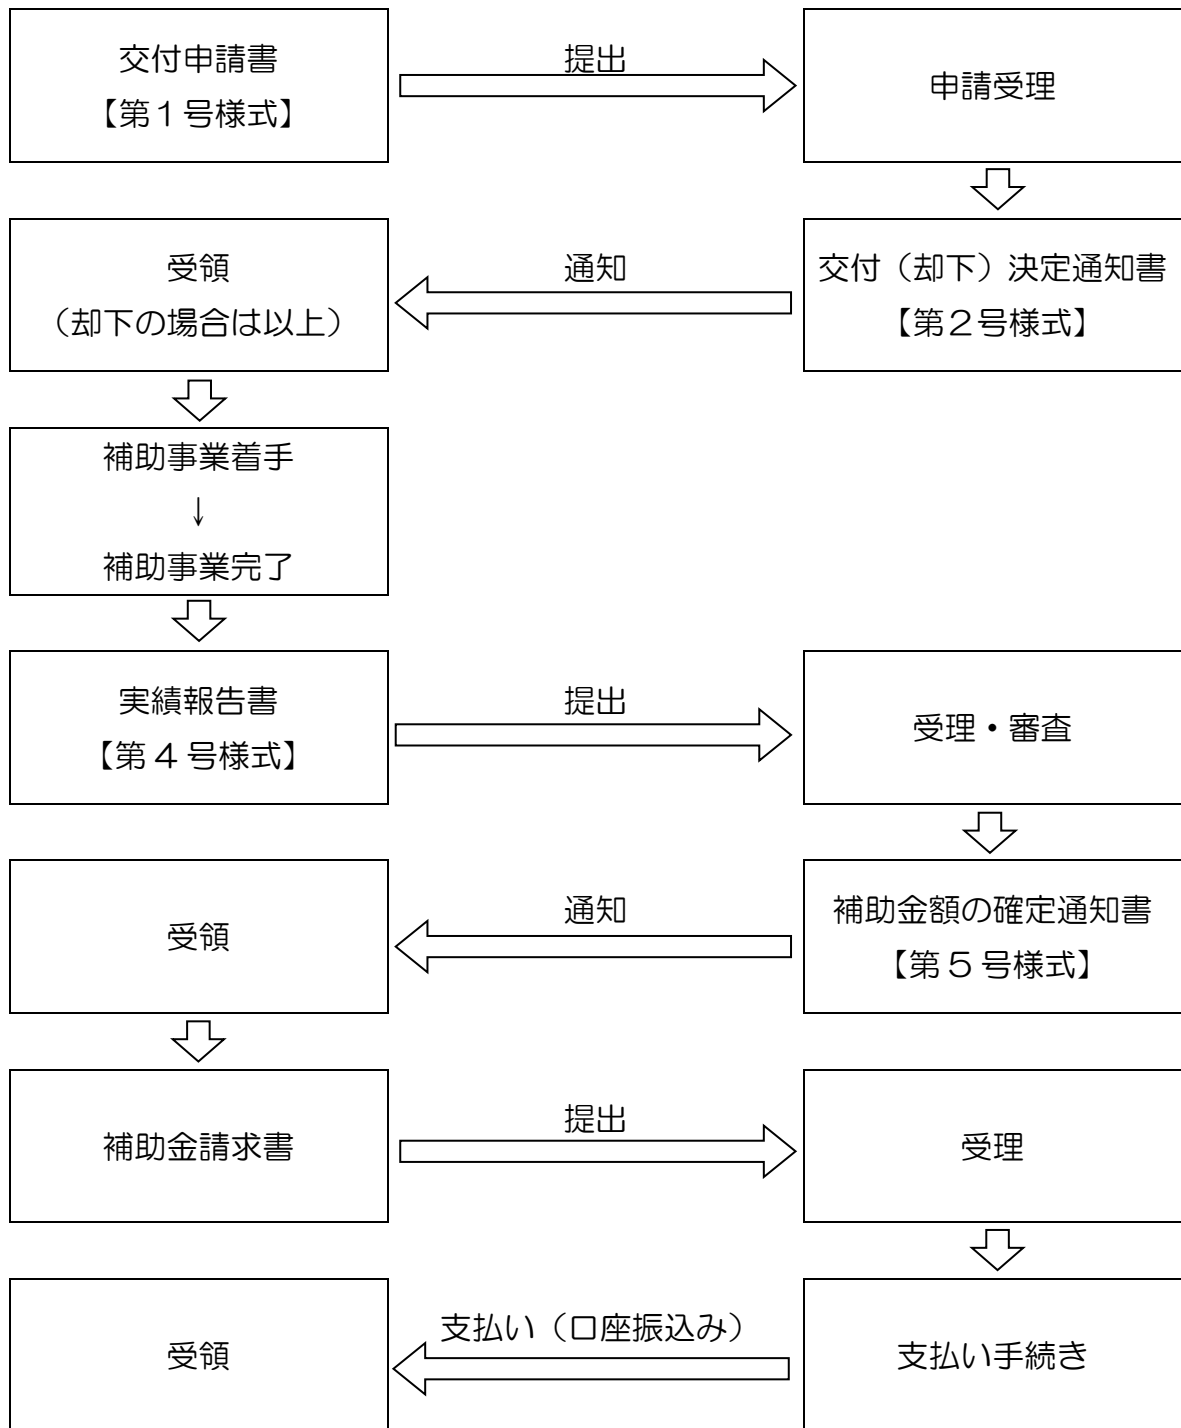 交付申請書
【第１号様式】
提出
申請受理
受領
（却下の場合は以上）
通知
交付（却下）決定通知書
【第２号様式】
補助事業着手
↓
補助事業完了
実績報告書
【第４号様式】
提出
受理・審査
受領
通知
補助金額の確定通知書
【第５号様式】
補助金請求書
提出
受理
受領
支払い（口座振込み）
支払い手続き